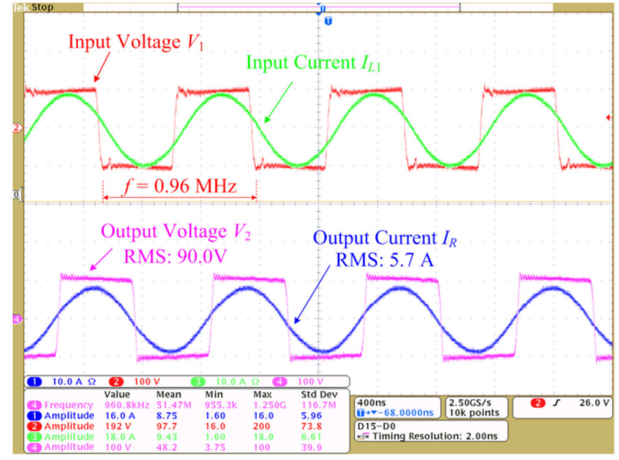 Tek Stop
Input Voltage V1
Input Current IL1
f = 0.96 MHz
Output Voltage V2
RMS: 90.0V
Output Current IR
RMS: 5.7 A
1 10.0 A Ω 2 100 V 3 10.0 A Ω 4 100 V
Value Mean Min Max Std Dev
4 Frequency 960.8kHz 51.47M 955.3k 1.250G 116.7M
1 Amplitude 16.0 A 8.75 1.60 16.0 5.96
2 Amplitude 192 V 97.7 16.0 200 73.8
3 Amplitude 18.0 A 9.43 1.60 18.0 6.61
4 Amplitude 100 V 48.2 3.75 100 39.9
400ns
T→▼-68.0000ns
2.50GS/s
10k points
2 26.0 V
D15-D0
Timing Resolution: 2.00ns